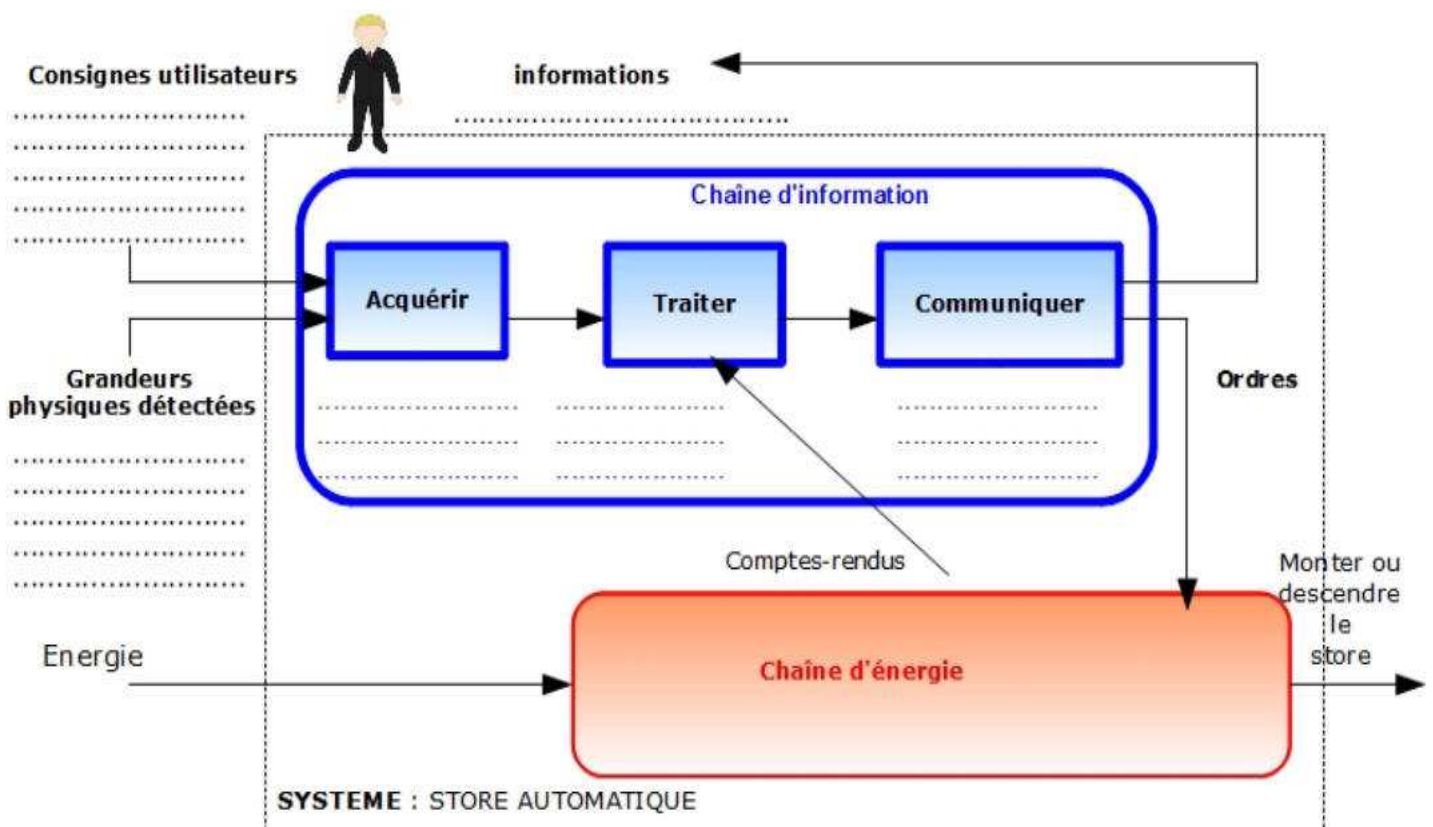 Consignes utilisateurs
informations
Chaîne d'information
Acquérir
Traiter
Communiquer
Grandeurs
physiques détectées
Ordres
Comptes-rendus
Monter ou
descendre
le
store
Energie
Chaîne d'énergie
SYSTEME : STORE AUTOMATIQUE